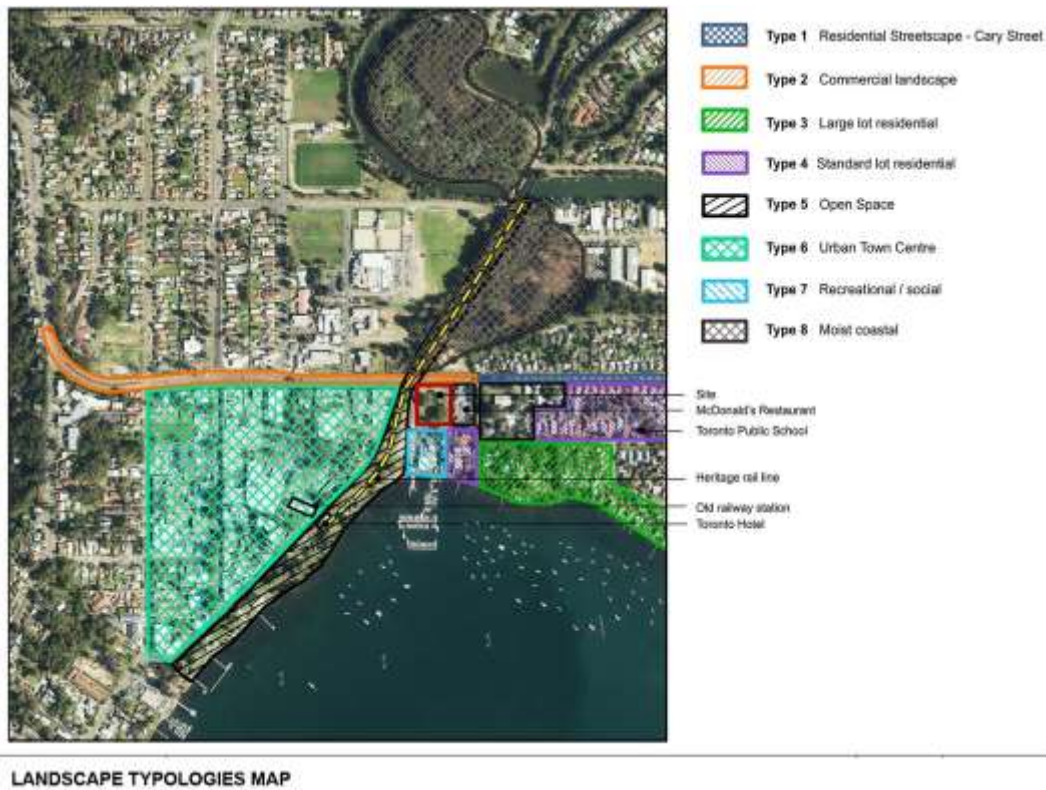 Type 1 Residential Streetscape - Cary Street
Type 2 Commercial landscape
Type 3 Large lot residential
Type 4 Standard lot residential
Type 5 Open Space
Type 6 Urban Town Centre
Type 7 Recreational / social
Type 8 Moist coastal
Site
McDonald's Restaurant
Toronto Public School
Heritage rail line
Old railway station
Toronto Hotel
LANDSCAPE TYPOLOGIES MAP